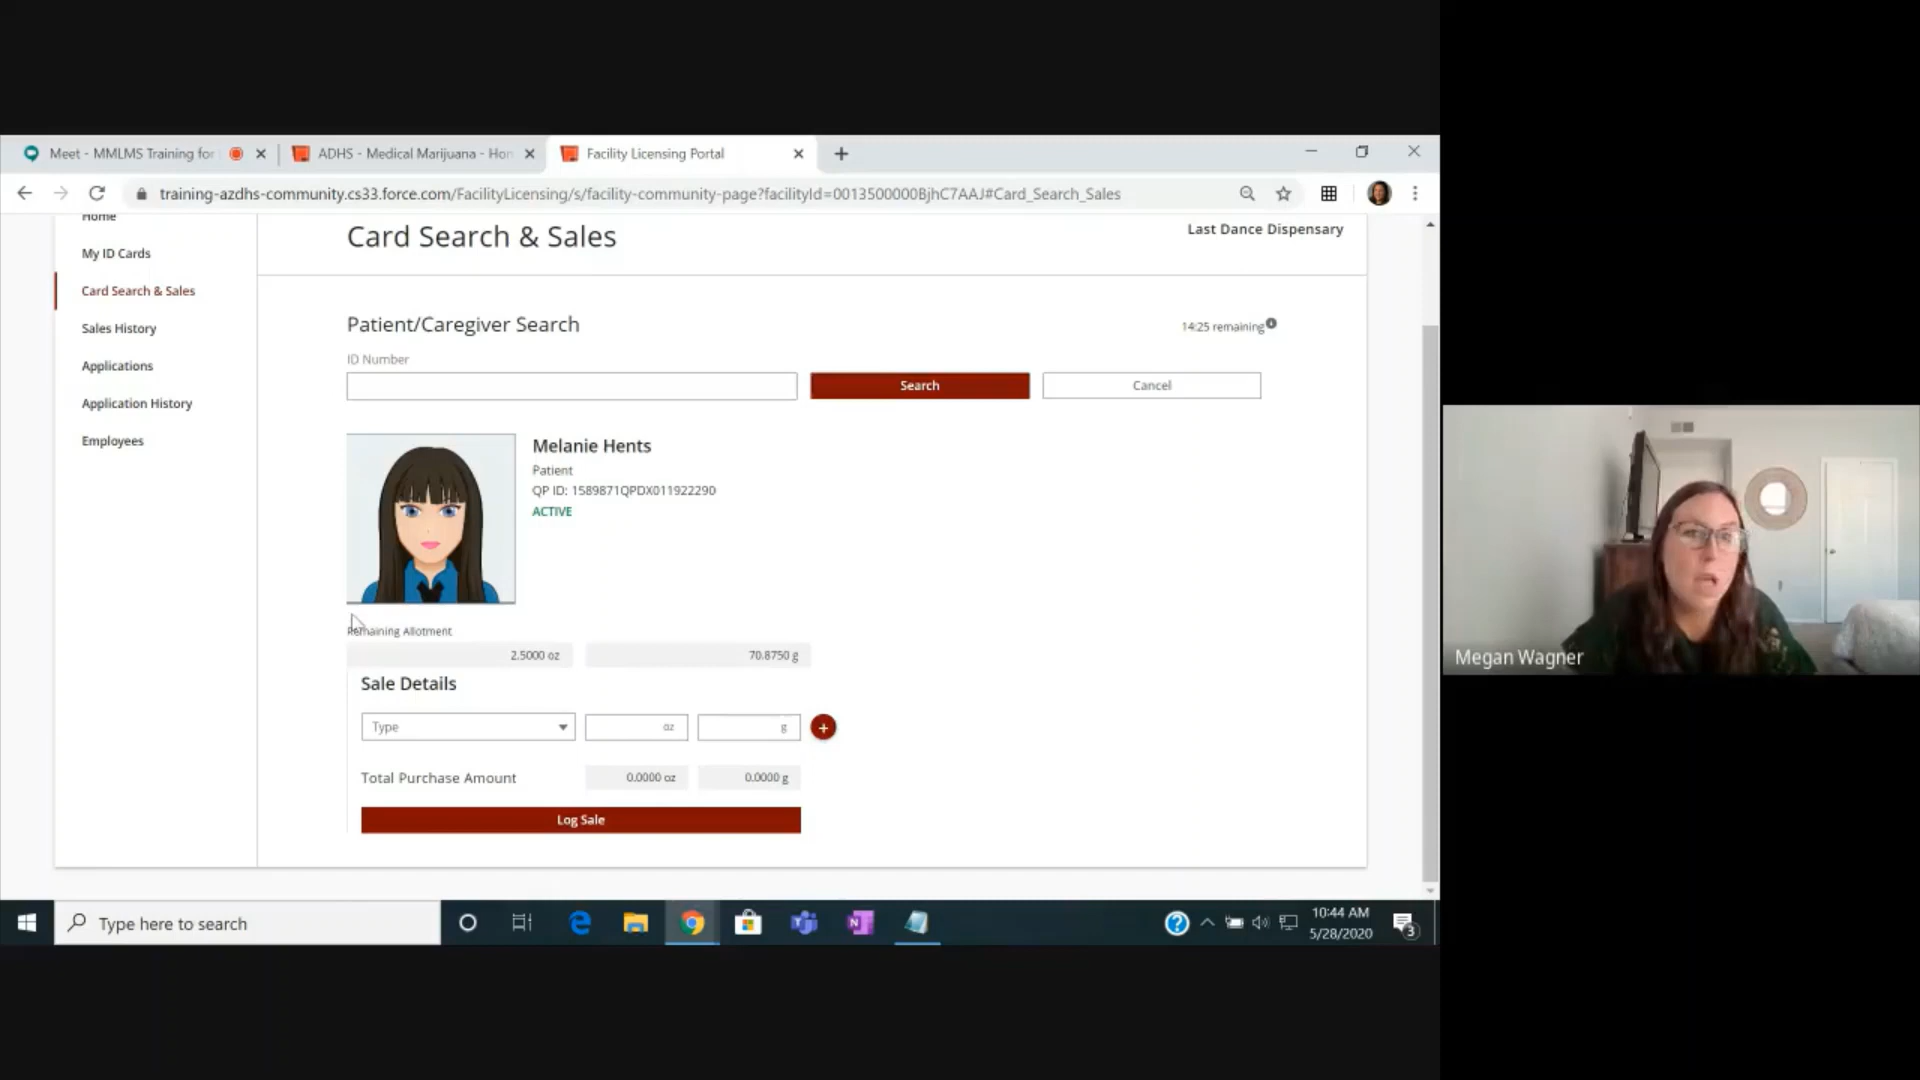 Meet - MMLMS Training for
ADHS - Medical Marijuana - Hon
Facility Licensing Portal
training-azdhs-community.cs33.force.com/FacilityLicensing/s/facility-community-page?facilityId=0013500000BjhC7AAJ#Card_Search_Sales
Home
My ID Cards
Card Search & Sales
Sales History
Applications
Application History
Employees
Card Search & Sales
Last Dance Dispensary
Patient/Caregiver Search
14:25 remaining
ID Number
Search
Cancel
Melanie Hents
Patient
QP ID: 1589871QPDX011922290
ACTIVE
Remaining Allotment
2.5000 oz
70.8750 g
Sale Details
Type
oz
g
+
Total Purchase Amount
0.0000 oz
0.0000 g
Log Sale
Megan Wagner
Type here to search
10:44 AM
5/28/2020
3